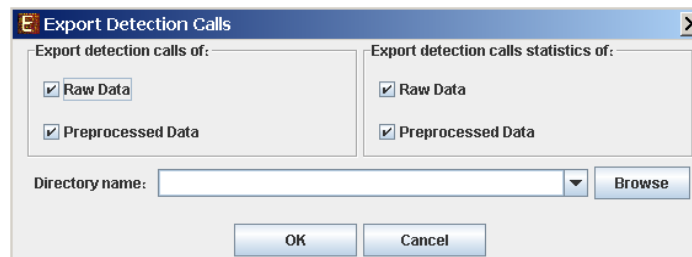 Export Detection Calls
Export detection calls of:
Raw Data
Preprocessed Data
Export detection calls statistics of:
Raw Data
Preprocessed Data
Directory name:
Browse
OK
Cancel